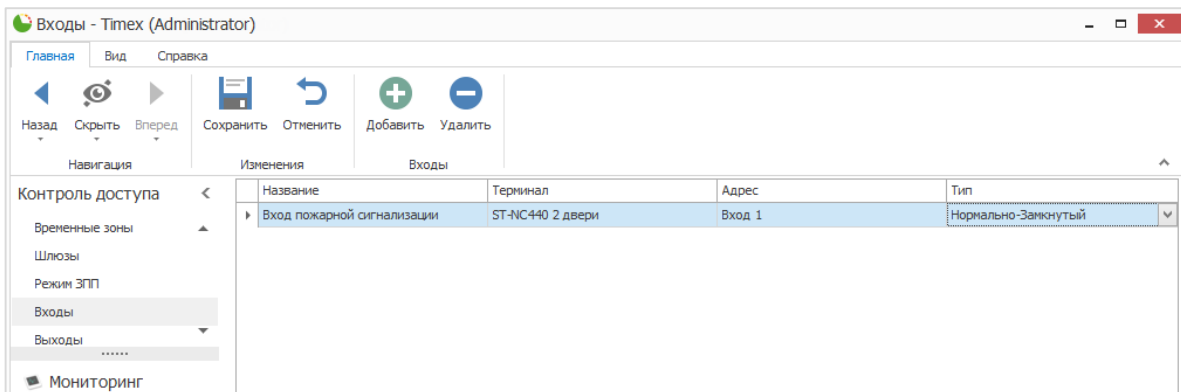 Входы - Timex (Administrator)
Главная Вид Справка
Назад Скрыть Вперед Сохранить Отменить Добавить Удалить
Навигация Изменения Входы
Контроль доступа
Название Терминал Адрес Тип
Вход пожарной сигнализации ST-NC440 2 двери Вход 1 Нормально-Замкнутый
Временные зоны
Шлюзы
Режим ЗПП
Входы
Выходы
Мониторинг